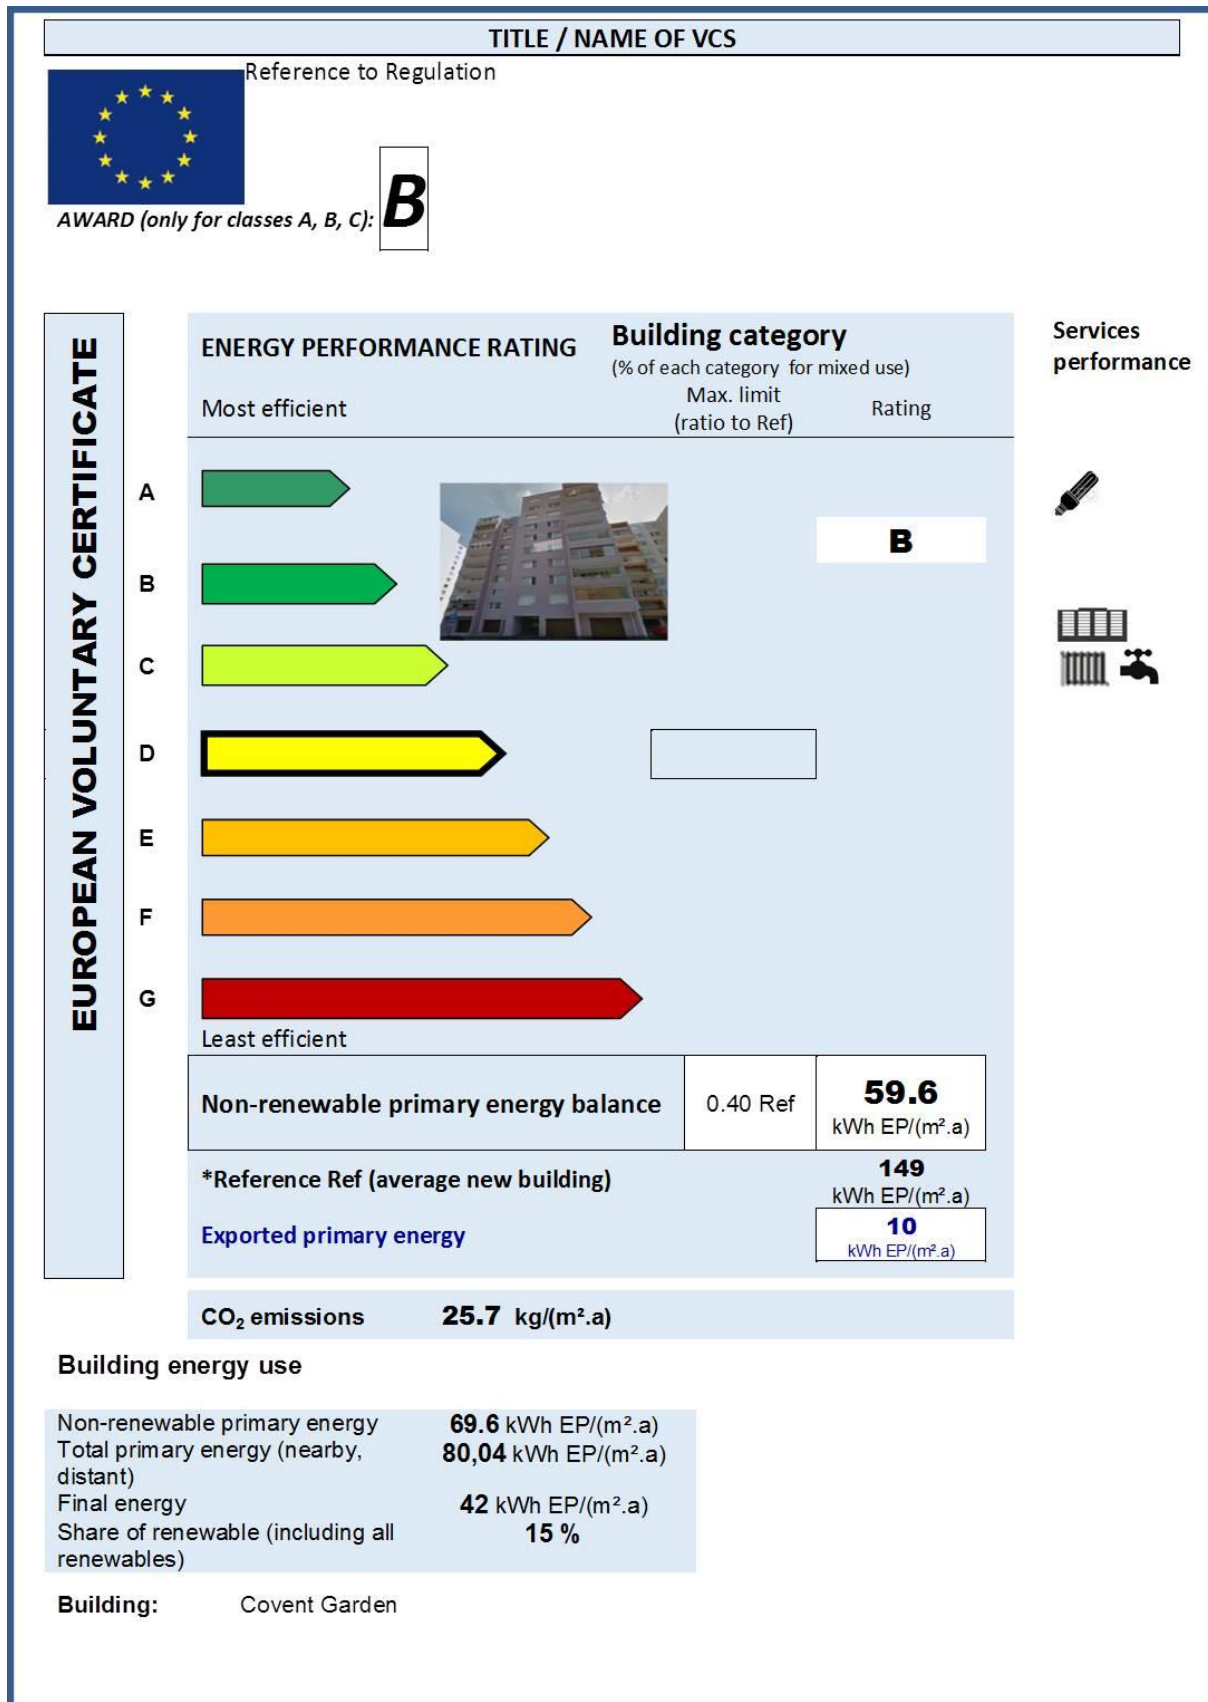 TITLE / NAME OF VCS
Reference to Regulation
AWARD (only for classes A, B, C): B
EUROPEAN VOLUNTARY CERTIFICATE
ENERGY PERFORMANCE RATING
Building category
(% of each category for mixed use)
Most efficient
Max. limit
(ratio to Ref)
Rating
Services
performance
A
B
B
C
D
E
F
G
Least efficient
Non-renewable primary energy balance
0.40 Ref
59.6
kWh EP/(m².a)
*Reference Ref (average new building)
149
kWh EP/(m².a)
Exported primary energy
10
kWh EP/(m².a)
CO₂ emissions 25.7 kg/(m².a)
Building energy use
Non-renewable primary energy 69.6 kWh EP/(m².a)
Total primary energy (nearby, 80,04 kWh EP/(m².a)
distant)
Final energy 42 kWh EP/(m².a)
Share of renewable (including all 15 %
renewables)
Building: Covent Garden